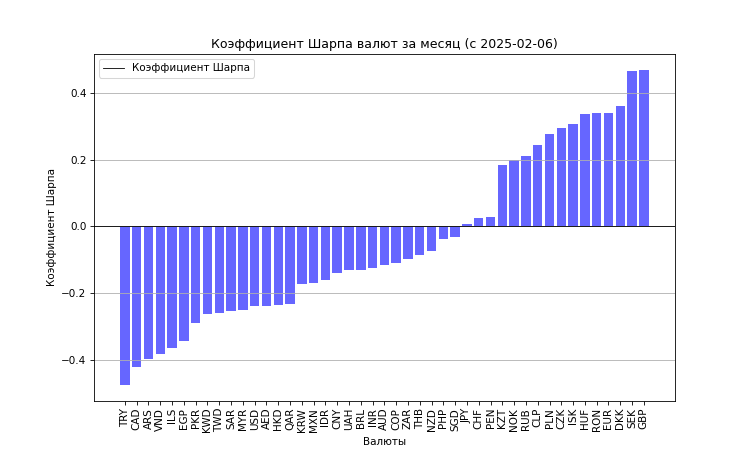 Коэффициент Шарпа валют за месяц (с 2025-02-06)
Коэффициент Шарпа
Коэффициент Шарпа
0.4
0.2
0.0
−0.2
−0.4
TRY CAD ARS VND ILS EGP PKR KWD TWD SAR MYR USD AED HKD QAR KRW MXN IDR CNY UAH BRL INR AUD COP ZAR THB NZD PHP SGD JPY CHF PEN KZT NOK RUB CLP PLN CZK ISK HUF RON EUR DKK SEK GBP
Валюты